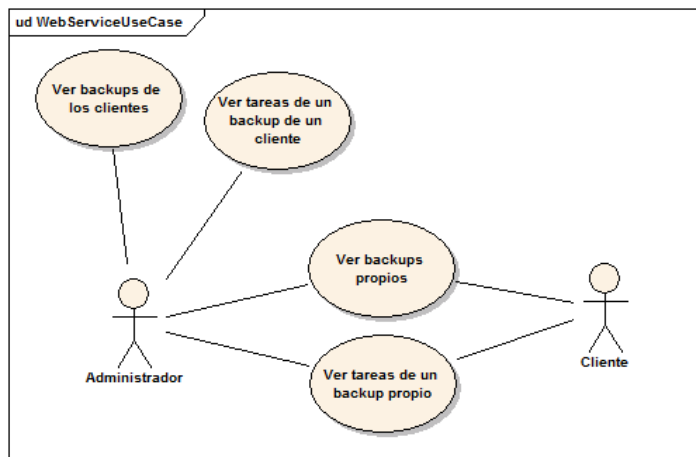 ud WebServiceUseCase
Ver backups de
los clientes
Ver tareas de un
backup de un
cliente
Ver backups
propios
Ver tareas de un
backup propio
Administrador
Cliente